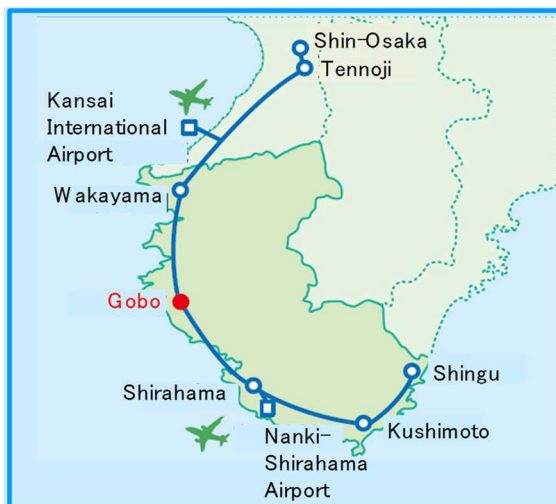 Shin-Osaka
Tennoji
Kansai
International
Airport
Wakayama
Gobo
Shirahama
Shingu
Kushimoto
Nanki-
Shirahama
Airport